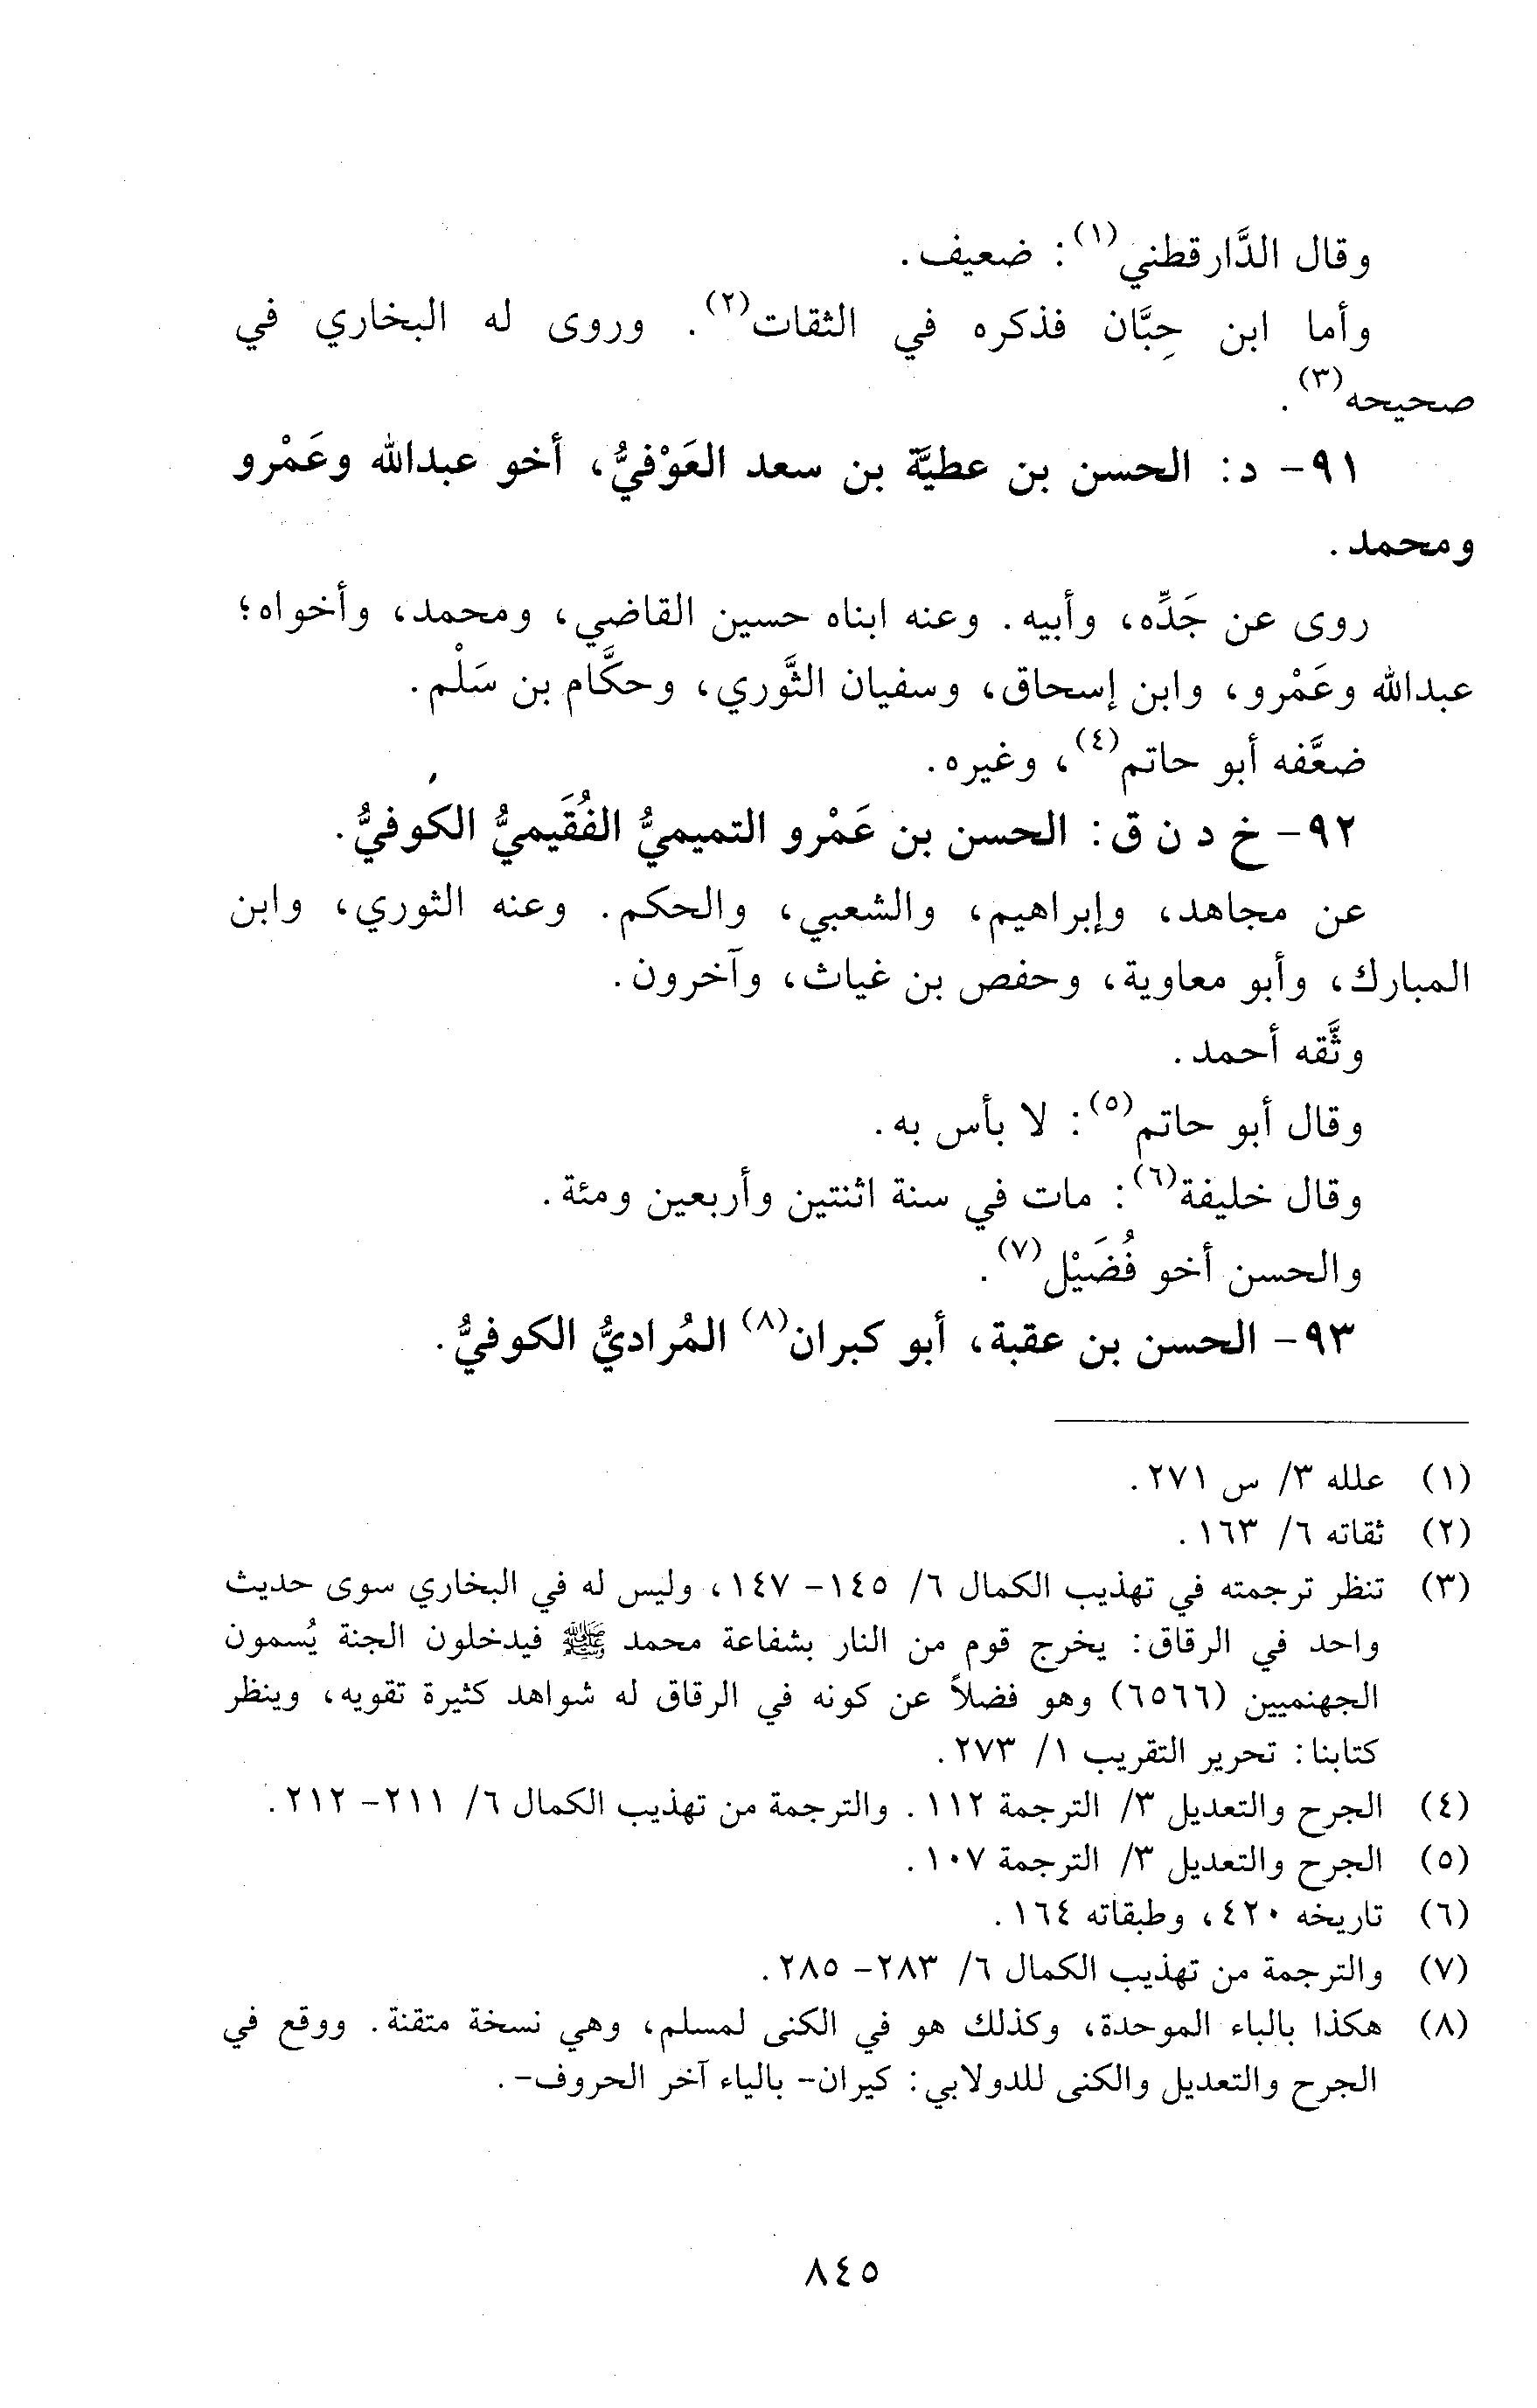 وقال الدَّارقطني(١): ضعيف.
وأما ابن حِبَّان فذكره في الثقات(٢). وروى له البخاري في
صحيحه(٣).
٩١- د: الحسن بن عطيَّة بن سعد العَوْفيُّ، أخو عبدالله وعَمْرو
ومحمد.
روى عن جَدِّه، وأبيه. وعنه ابناه حسين القاضي، ومحمد، وأخواه؛
عبدالله وعَمْرو، وابن إسحاق، وسفيان الثَّوري، وحكَّام بن سَلْم.
ضعَّفه أبو حاتم(٤)، وغيره.
٩٢- خ د ن ق: الحسن بن عَمْرو التميميُّ الفُقَيميُّ الكوفيُّ.
عن مجاهد، وإبراهيم، والشعبي، والحكم. وعنه الثوري، وابن
المبارك، وأبو معاوية، وحفص بن غياث، وآخرون.
وثَّقه أحمد.
وقال أبو حاتم(٥): لا بأس به.
وقال خليفة(٦): مات في سنة اثنتين وأربعين ومئة.
والحسن أخو فُضَيْل(٧).
٩٣- الحسن بن عقبة، أبو كبران(٨) المُراديُّ الكوفيُّ.
(١) علله ٣/ س ٢٧١.
(٢) ثقاته ٦/ ١٦٣.
(٣) تنظر ترجمته في تهذيب الكمال ٦/ ١٤٥- ١٤٧، وليس له في البخاري سوى حديث
واحد في الرقاق: يخرج قوم من النار بشفاعة محمد ﷺ فيدخلون الجنة يُسمون
الجهنميين (٦٥٦٦) وهو فضلاً عن كونه في الرقاق له شواهد كثيرة تقويه، وينظر
كتابنا: تحرير التقريب ١/ ٢٧٣.
(٤) الجرح والتعديل ٣/ الترجمة ١١٢. والترجمة من تهذيب الكمال ٦/ ٢١١- ٢١٢.
(٥) الجرح والتعديل ٣/ الترجمة ١٠٧.
(٦) تاريخه ٤٢٠، وطبقاته ١٦٤.
(٧) والترجمة من تهذيب الكمال ٦/ ٢٨٣- ٢٨٥.
(٨) هكذا بالباء الموحدة، وكذلك هو في الكنى لمسلم، وهي نسخة متقنة. ووقع في
الجرح والتعديل والكنى للدولابي: كيران- بالياء آخر الحروف-.
٨٤٥